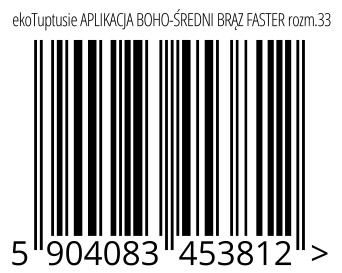 ekoTuptusie APLIKACJA BOHO-ŚREDNI BRĄZ FASTER rozm.33
5 904083 453812 >